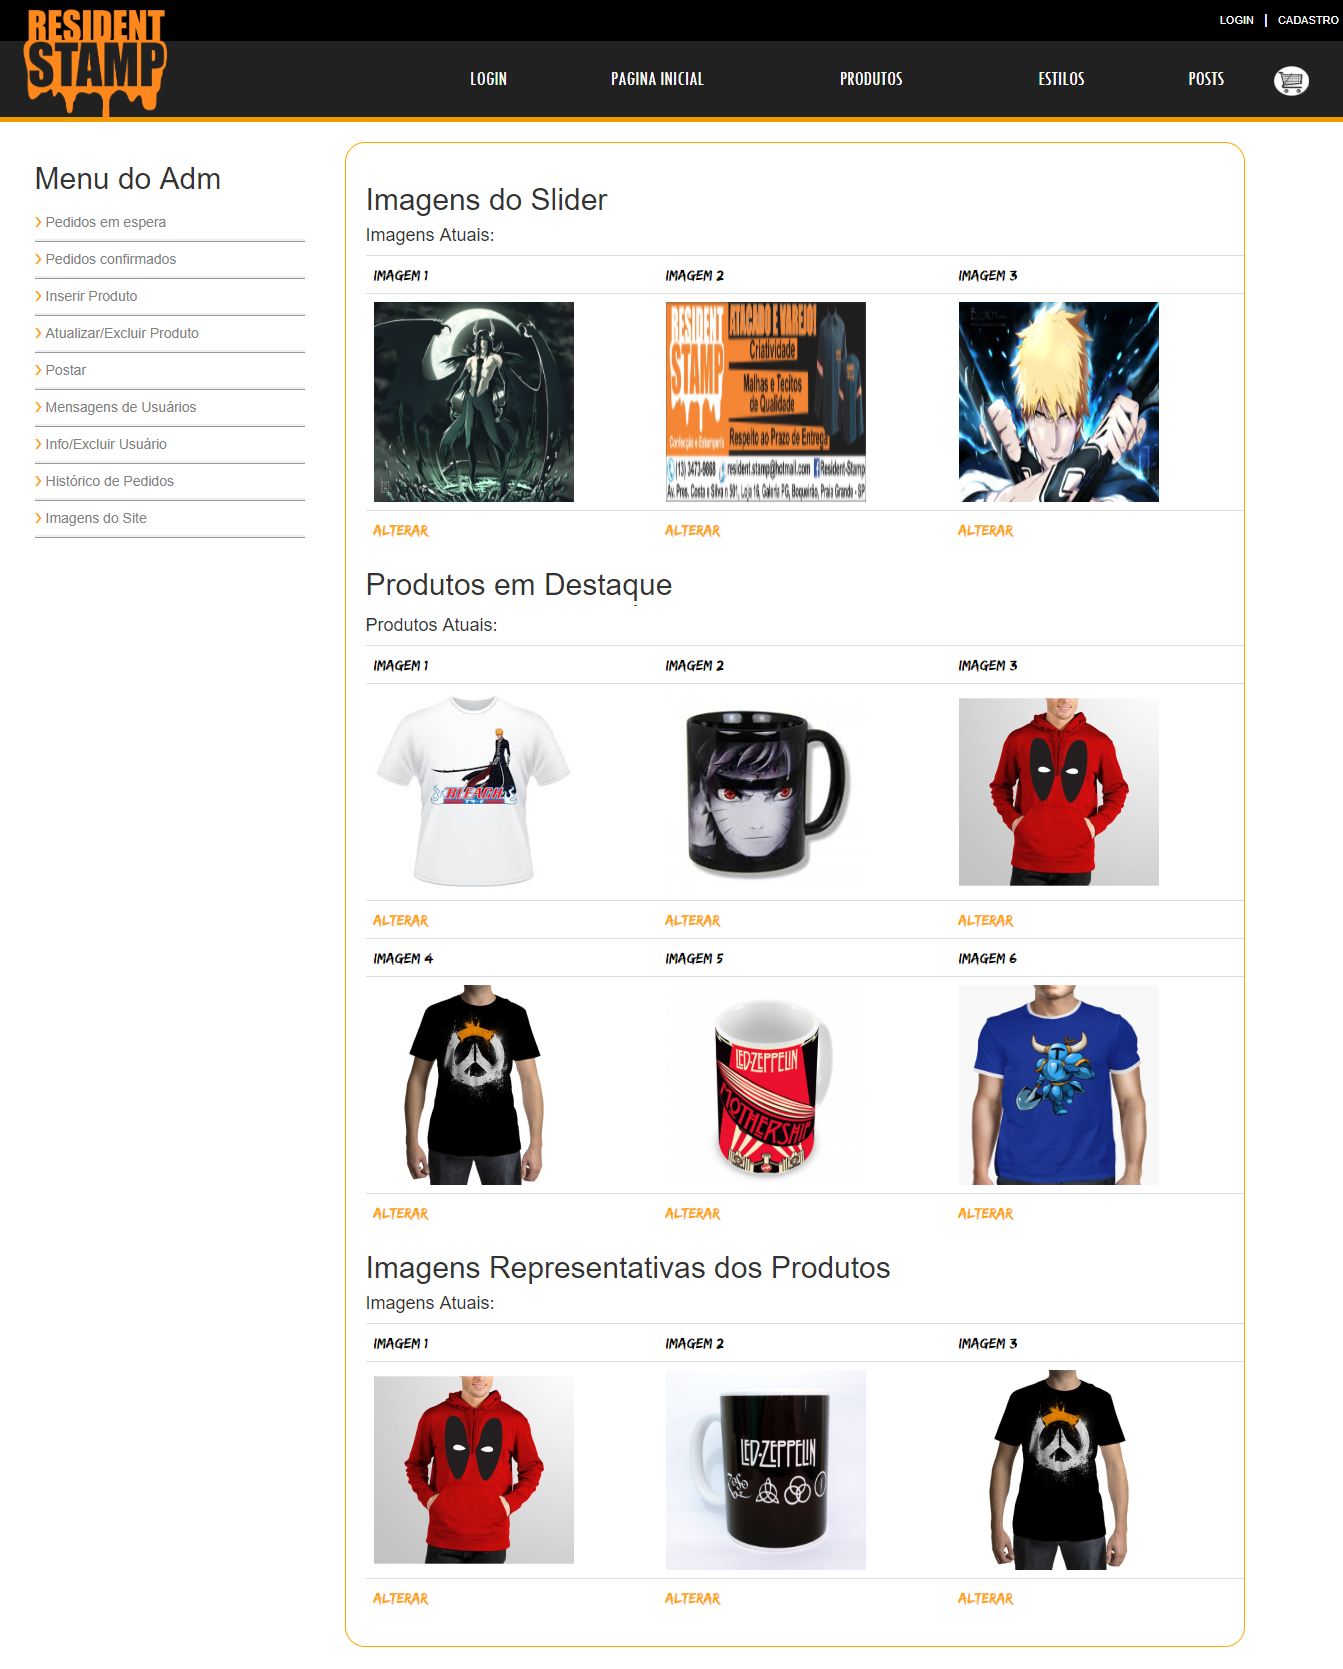 RESIDENT
STAMP
LOGIN | CADASTRO
LOGIN PAGINA INICIAL PRODUTOS ESTILOS POSTS
Menu do Adm
Pedidos em espera
Pedidos confirmados
Inserir Produto
Atualizar/Excluir Produto
Postar
Mensagens de Usuários
Info/Excluir Usuário
Histórico de Pedidos
Imagens do Site
Imagens do Slider
Imagens Atuais:
IMAGEM 1 IMAGEM 2 IMAGEM 3
RESIDENT
STAMP
Confecção e Estamparia
ATACADO E VAREJO!
Criatividade
Malhas e Tecitos
de Qualidade
Respeito ao Prazo de Entrega
(13) 3473-9868 resident.stamp@hotmail.com Resident-Stamp
Av. Pres. Costa e Silva n 501, Loja 16, Galeria PG, Boqueirão, Praia Grande - SP
BLEACH
ALTERAR ALTERAR ALTERAR
Produtos em Destaque
Produtos Atuais:
IMAGEM 1 IMAGEM 2 IMAGEM 3
BLEACH
ALTERAR ALTERAR ALTERAR
IMAGEM 4 IMAGEM 5 IMAGEM 6
LED-ZEPPELIN
MOTHERSHIP
ALTERAR ALTERAR ALTERAR
Imagens Representativas dos Produtos
Imagens Atuais:
IMAGEM 1 IMAGEM 2 IMAGEM 3
LED-ZEPPELIN
ALTERAR ALTERAR ALTERAR